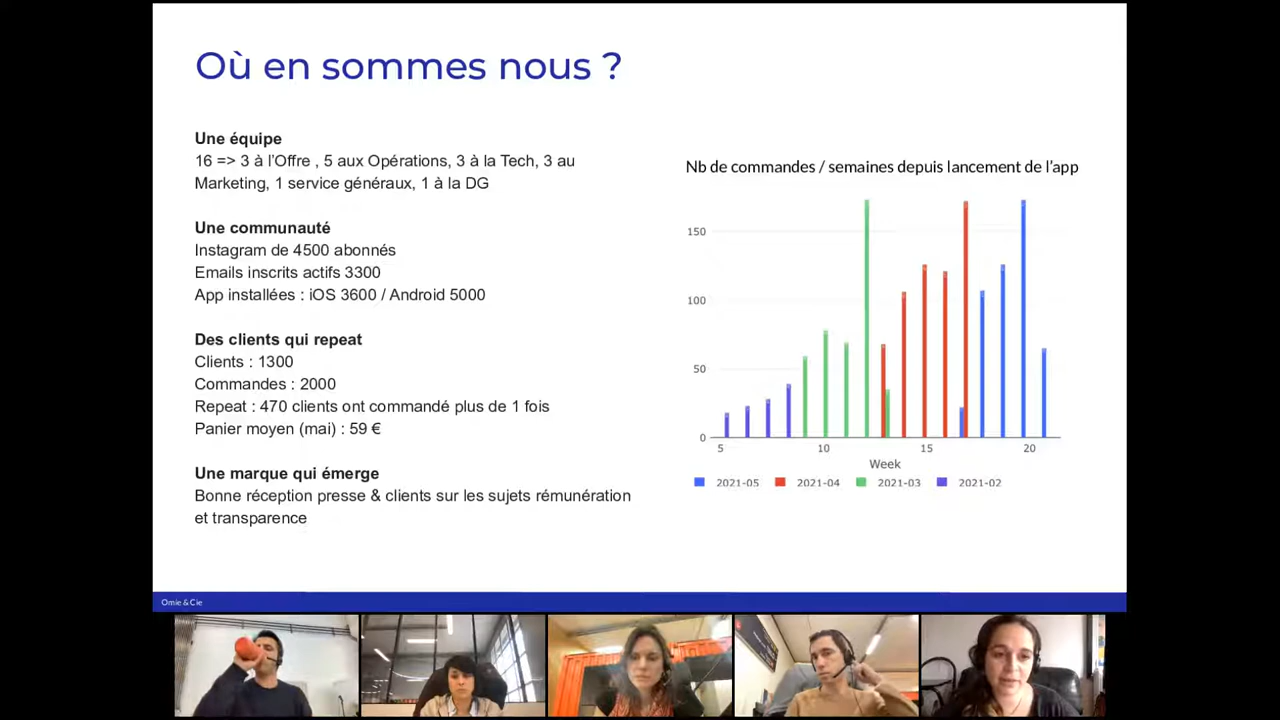 Où en sommes nous ?
Une équipe
16 => 3 à l'Offre , 5 aux Opérations, 3 à la Tech, 3 au
Marketing, 1 service généraux, 1 à la DG
Une communauté
Instagram de 4500 abonnés
Emails inscrits actifs 3300
App installées : iOS 3600 / Android 5000
Des clients qui repeat
Clients : 1300
Commandes : 2000
Repeat : 470 clients ont commandé plus de 1 fois
Panier moyen (mai) : 59 €
Une marque qui émerge
Bonne réception presse & clients sur les sujets rémunération
et transparence
Nb de commandes / semaines depuis lancement de l'app
150
100
50
0
5 10 15 20
Week
2021-05 2021-04 2021-03 2021-02
Omie & Cie